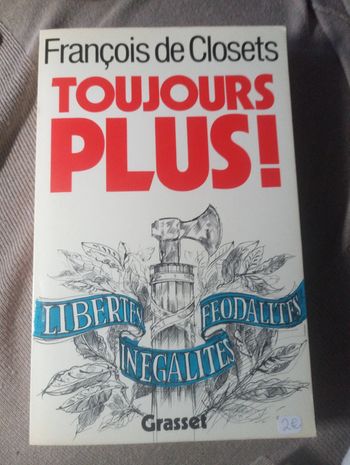 François de Closets
TOUJOURS
PLUS!
LIBERTÉS
INÉGALITÉS
FÉODALITÉS
Grasset
2€